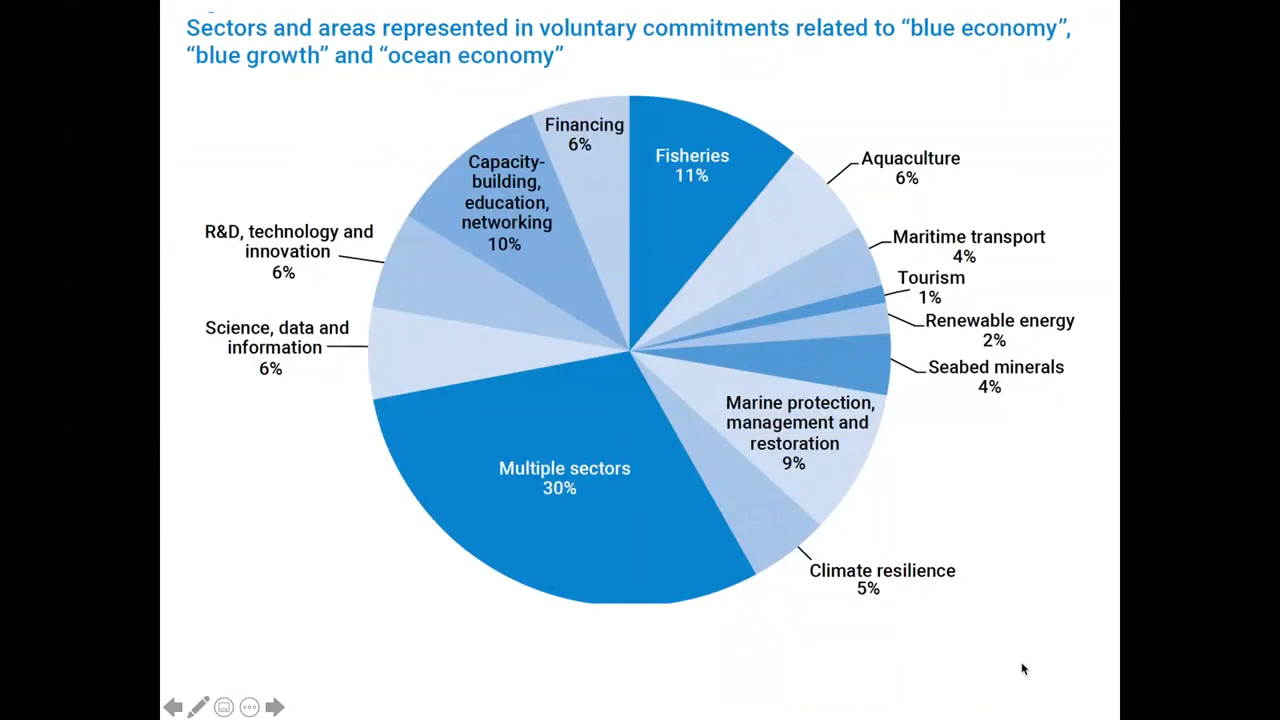 Sectors and areas represented in voluntary commitments related to “blue economy”,
“blue growth” and “ocean economy”
Financing
6%
Fisheries
11%
Capacity-
building,
education,
networking
10%
Aquaculture
6%
R&D, technology and
innovation
6%
Maritime transport
4%
Tourism
1%
Renewable energy
2%
Science, data and
information
6%
Seabed minerals
4%
Marine protection,
management and
restoration
9%
Multiple sectors
30%
Climate resilience
5%